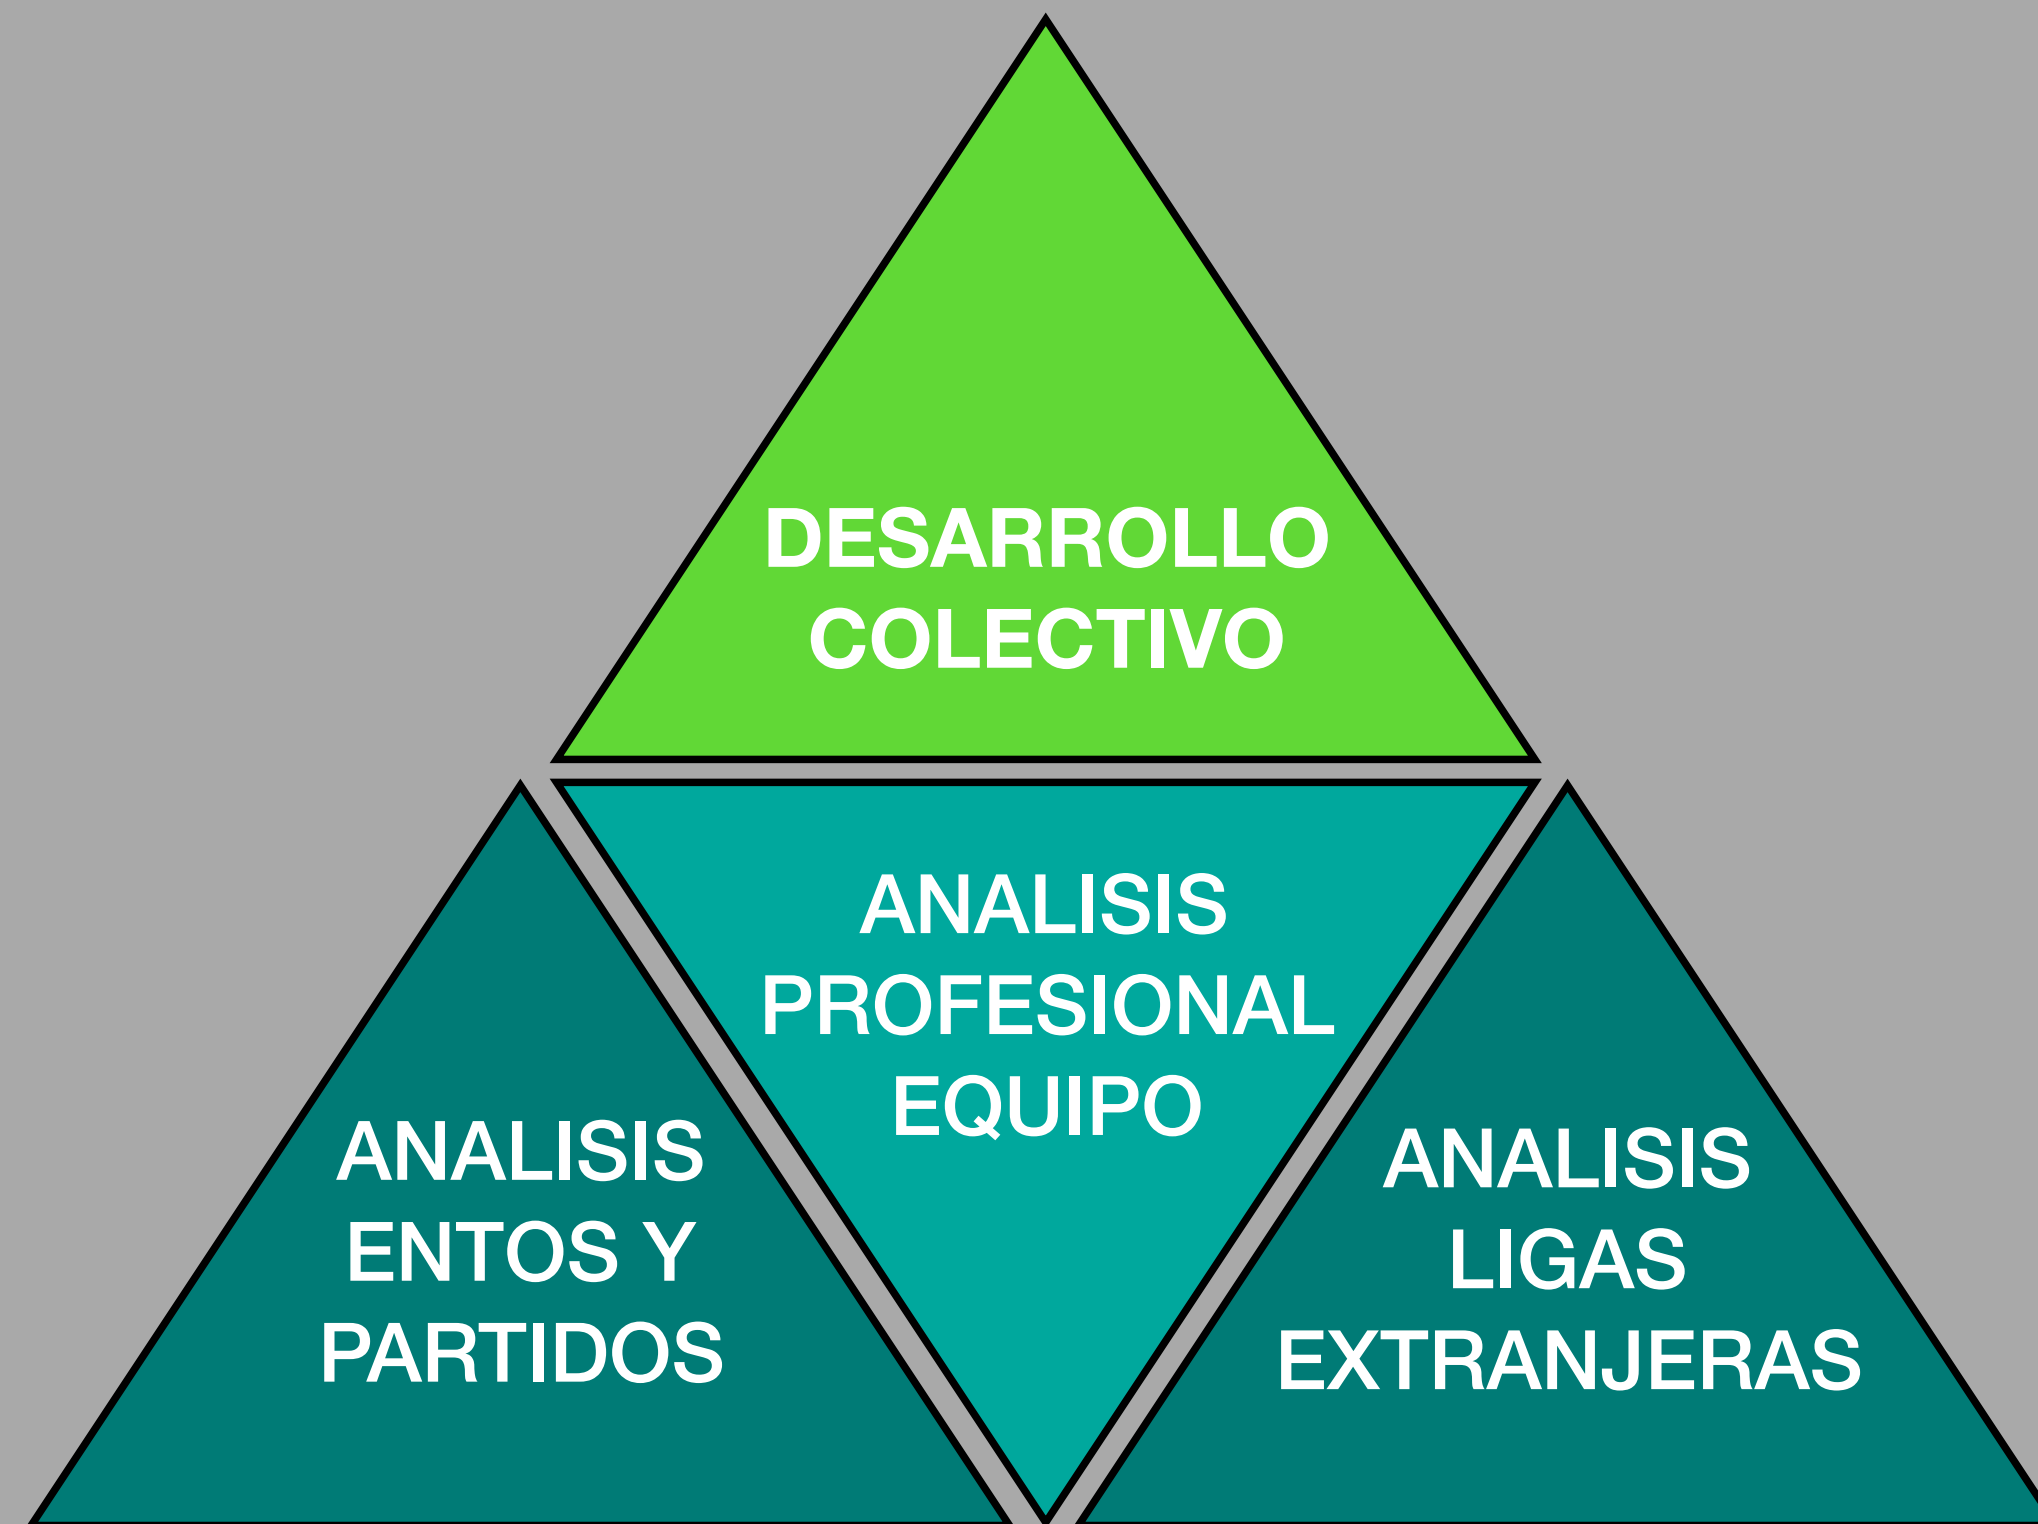 DESARROLLO
COLECTIVO
ANALISIS
PROFESIONAL
EQUIPO
ANALISIS
ENTOS Y
PARTIDOS
ANALISIS
LIGAS
EXTRANJERAS